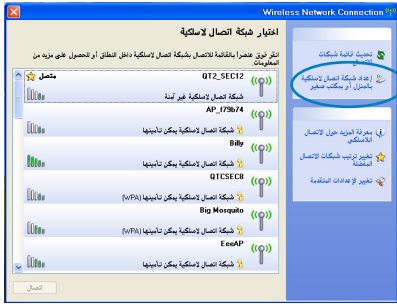 Wireless Network Connection
اختيار شبكة اتصال لاسلكية
انقر فوق عنصر بالقائمة للاتصال بشبكة اتصال لاسلكية داخل النطاق أو للحصول على مزيد من
المعلومات.
QT2_SEC12
متصل
شبكة اتصال لاسلكية غير آمنة
AP_f79b74
شبكة اتصال لاسلكية يمكن تأمينها
Billy
شبكة اتصال لاسلكية يمكن تأمينها
QTCSEC8
شبكة اتصال لاسلكية يمكن تأمينها (WPA)
Big Mosquito
شبكة اتصال لاسلكية يمكن تأمينها (WPA)
EeeAP
شبكة اتصال لاسلكية يمكن تأمينها
اتصال
تحديث قائمة شبكات
الاتصال
إعداد شبكة اتصال لاسلكية
بالمنزل أو بمكتب صغير
معرفة المزيد حول الاتصال
اللاسلكي
تغيير ترتيب شبكات الاتصال
المفضلة
تغيير الإعدادات المتقدمة